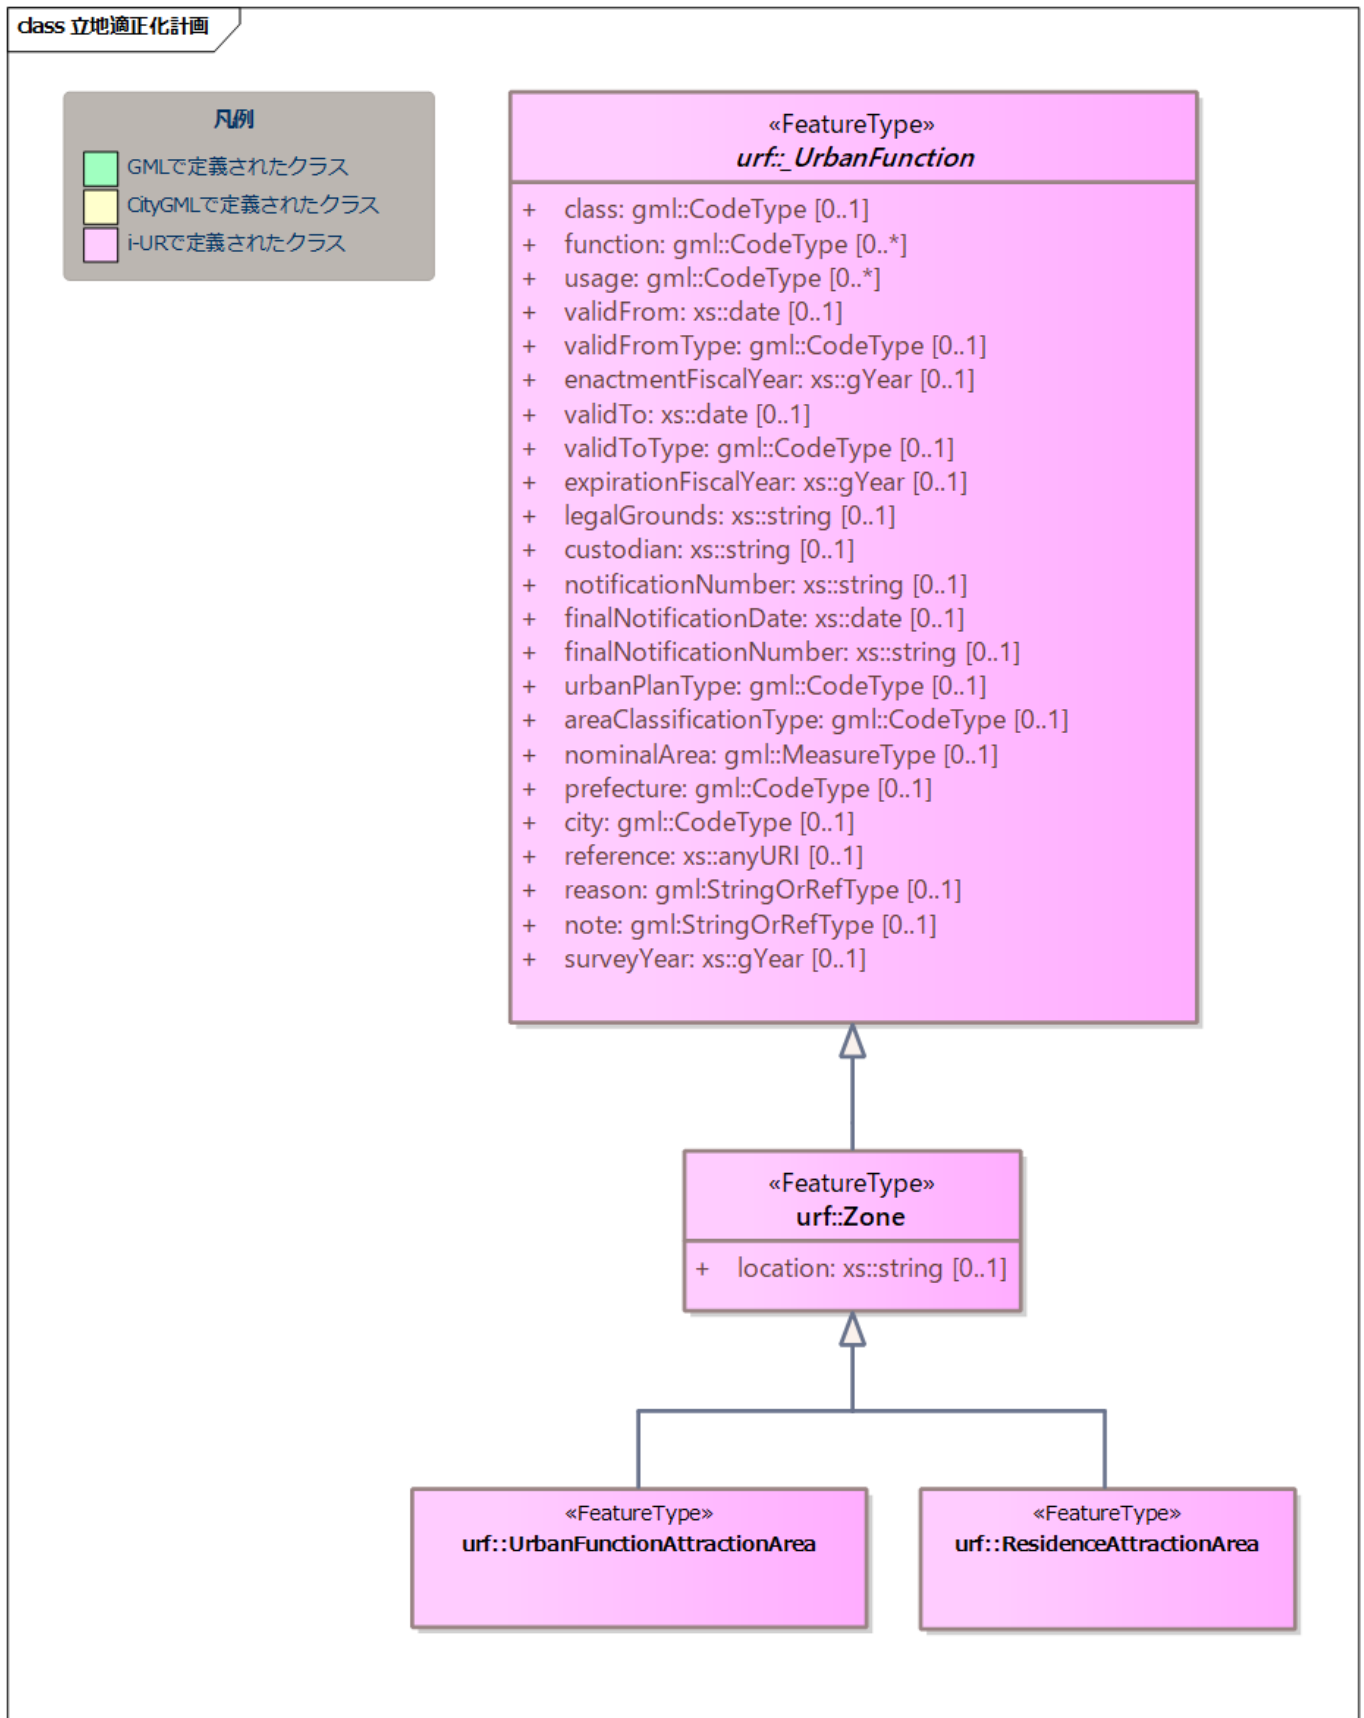 class 立地適正化計画
凡例
GMLで定義されたクラス
CityGMLで定義されたクラス
i-URで定義されたクラス
«FeatureType»
urf::_UrbanFunction
+ class: gml::CodeType [0..1]
+ function: gml::CodeType [0..*]
+ usage: gml::CodeType [0..*]
+ validFrom: xs::date [0..1]
+ validFromType: gml::CodeType [0..1]
+ enactmentFiscalYear: xs::gYear [0..1]
+ validTo: xs::date [0..1]
+ validToType: gml::CodeType [0..1]
+ expirationFiscalYear: xs::gYear [0..1]
+ legalGrounds: xs::string [0..1]
+ custodian: xs::string [0..1]
+ notificationNumber: xs::string [0..1]
+ finalNotificationDate: xs::date [0..1]
+ finalNotificationNumber: xs::string [0..1]
+ urbanPlanType: gml::CodeType [0..1]
+ areaClassificationType: gml::CodeType [0..1]
+ nominalArea: gml::MeasureType [0..1]
+ prefecture: gml::CodeType [0..1]
+ city: gml::CodeType [0..1]
+ reference: xs::anyURI [0..1]
+ reason: gml:StringOrRefType [0..1]
+ note: gml:StringOrRefType [0..1]
+ surveyYear: xs::gYear [0..1]
«FeatureType»
urf::Zone
+ location: xs::string [0..1]
«FeatureType»
urf::UrbanFunctionAttractionArea
«FeatureType»
urf::ResidenceAttractionArea